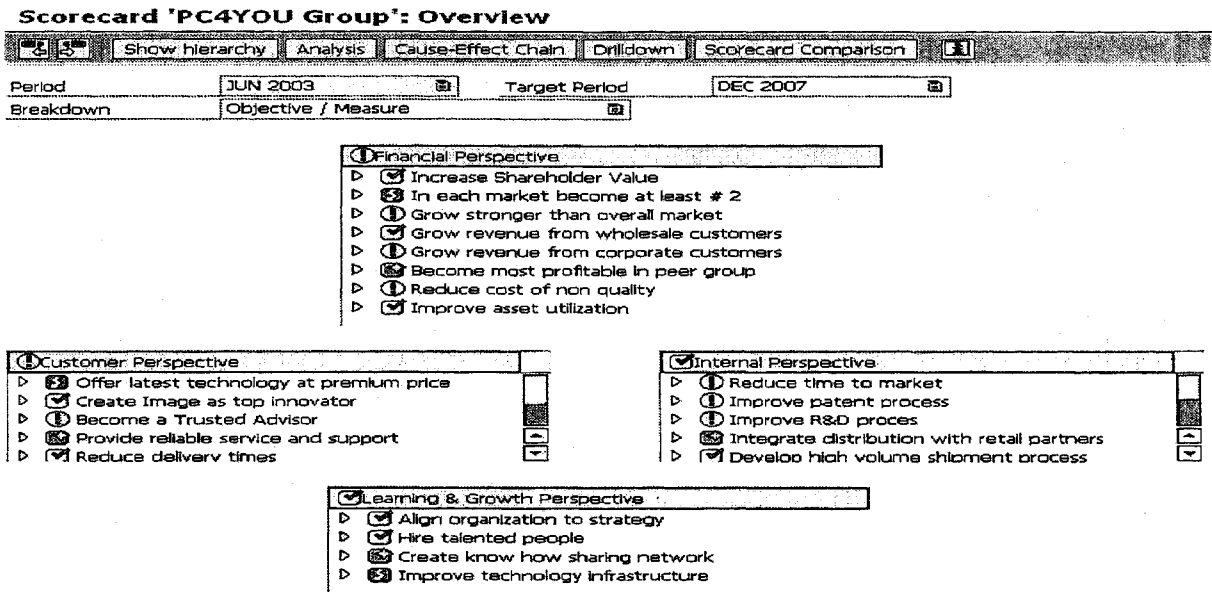 Scorecard 'PC4YOU Group': Overview
Show hierarchy Analysis Cause-Effect Chain Drilldown Scorecard Comparison
Period JUN 2003 Target Period DEC 2007
Breakdown Objective / Measure
Financial Perspective
Increase Shareholder Value
In each market become at least # 2
Grow stronger than overall market
Grow revenue from wholesale customers
Grow revenue from corporate customers
Become most profitable in peer group
Reduce cost of non quality
Improve asset utilization
Customer Perspective
Offer latest technology at premium price
Create Image as top innovator
Become a Trusted Advisor
Provide reliable service and support
Reduce delivery times
Internal Perspective
Reduce time to market
Improve patent process
Improve R&D proces
Integrate distribution with retail partners
Develop high volume shipment process
Learning & Growth Perspective
Align organization to strategy
Hire talented people
Create know how sharing network
Improve technology infrastructure